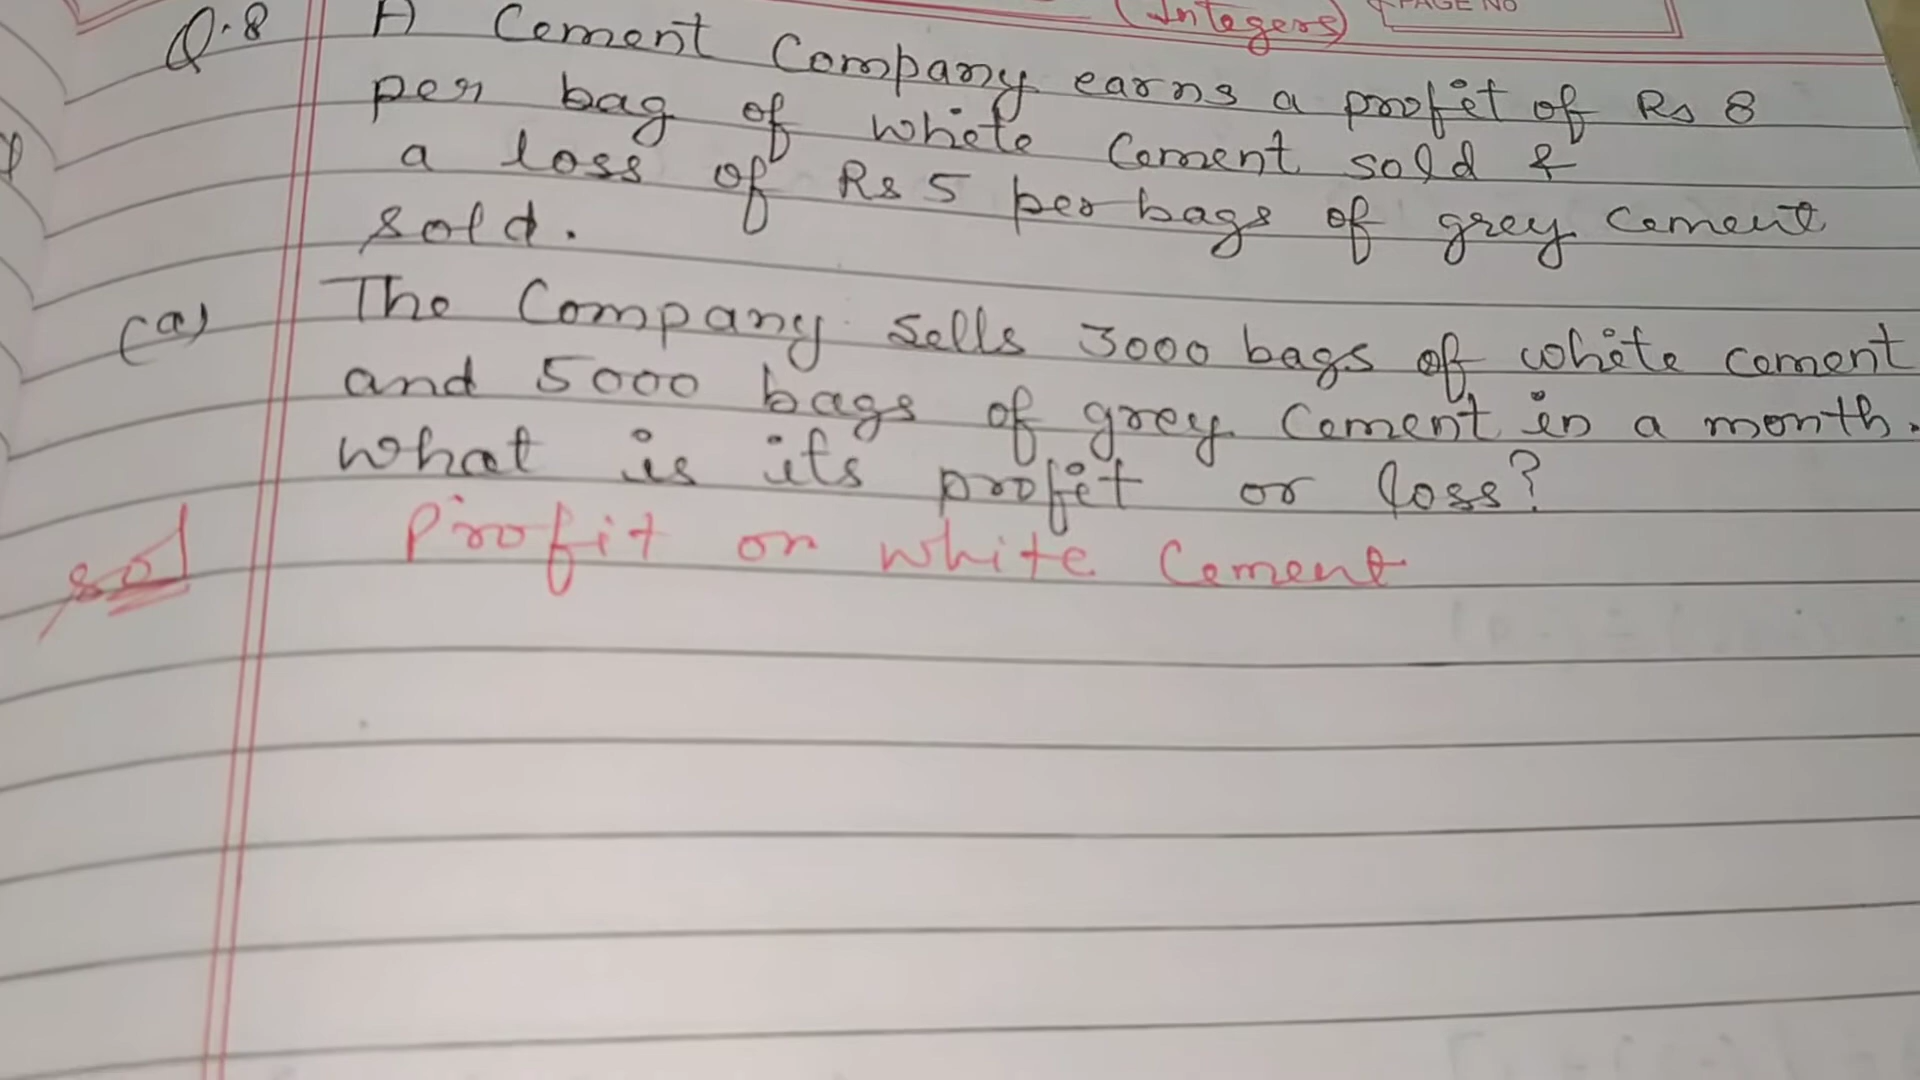 (Integers)
PAGE NO
Q.8 A Cement Company earns a profit of Rs 8
per bag of white Cement sold &
a loss of Rs 5 per bags of grey cement
sold.
(a) The Company sells 3000 bags of white cement
and 5000 bags of grey Cement in a month.
what is its profit or loss?
sol Profit on white Cement